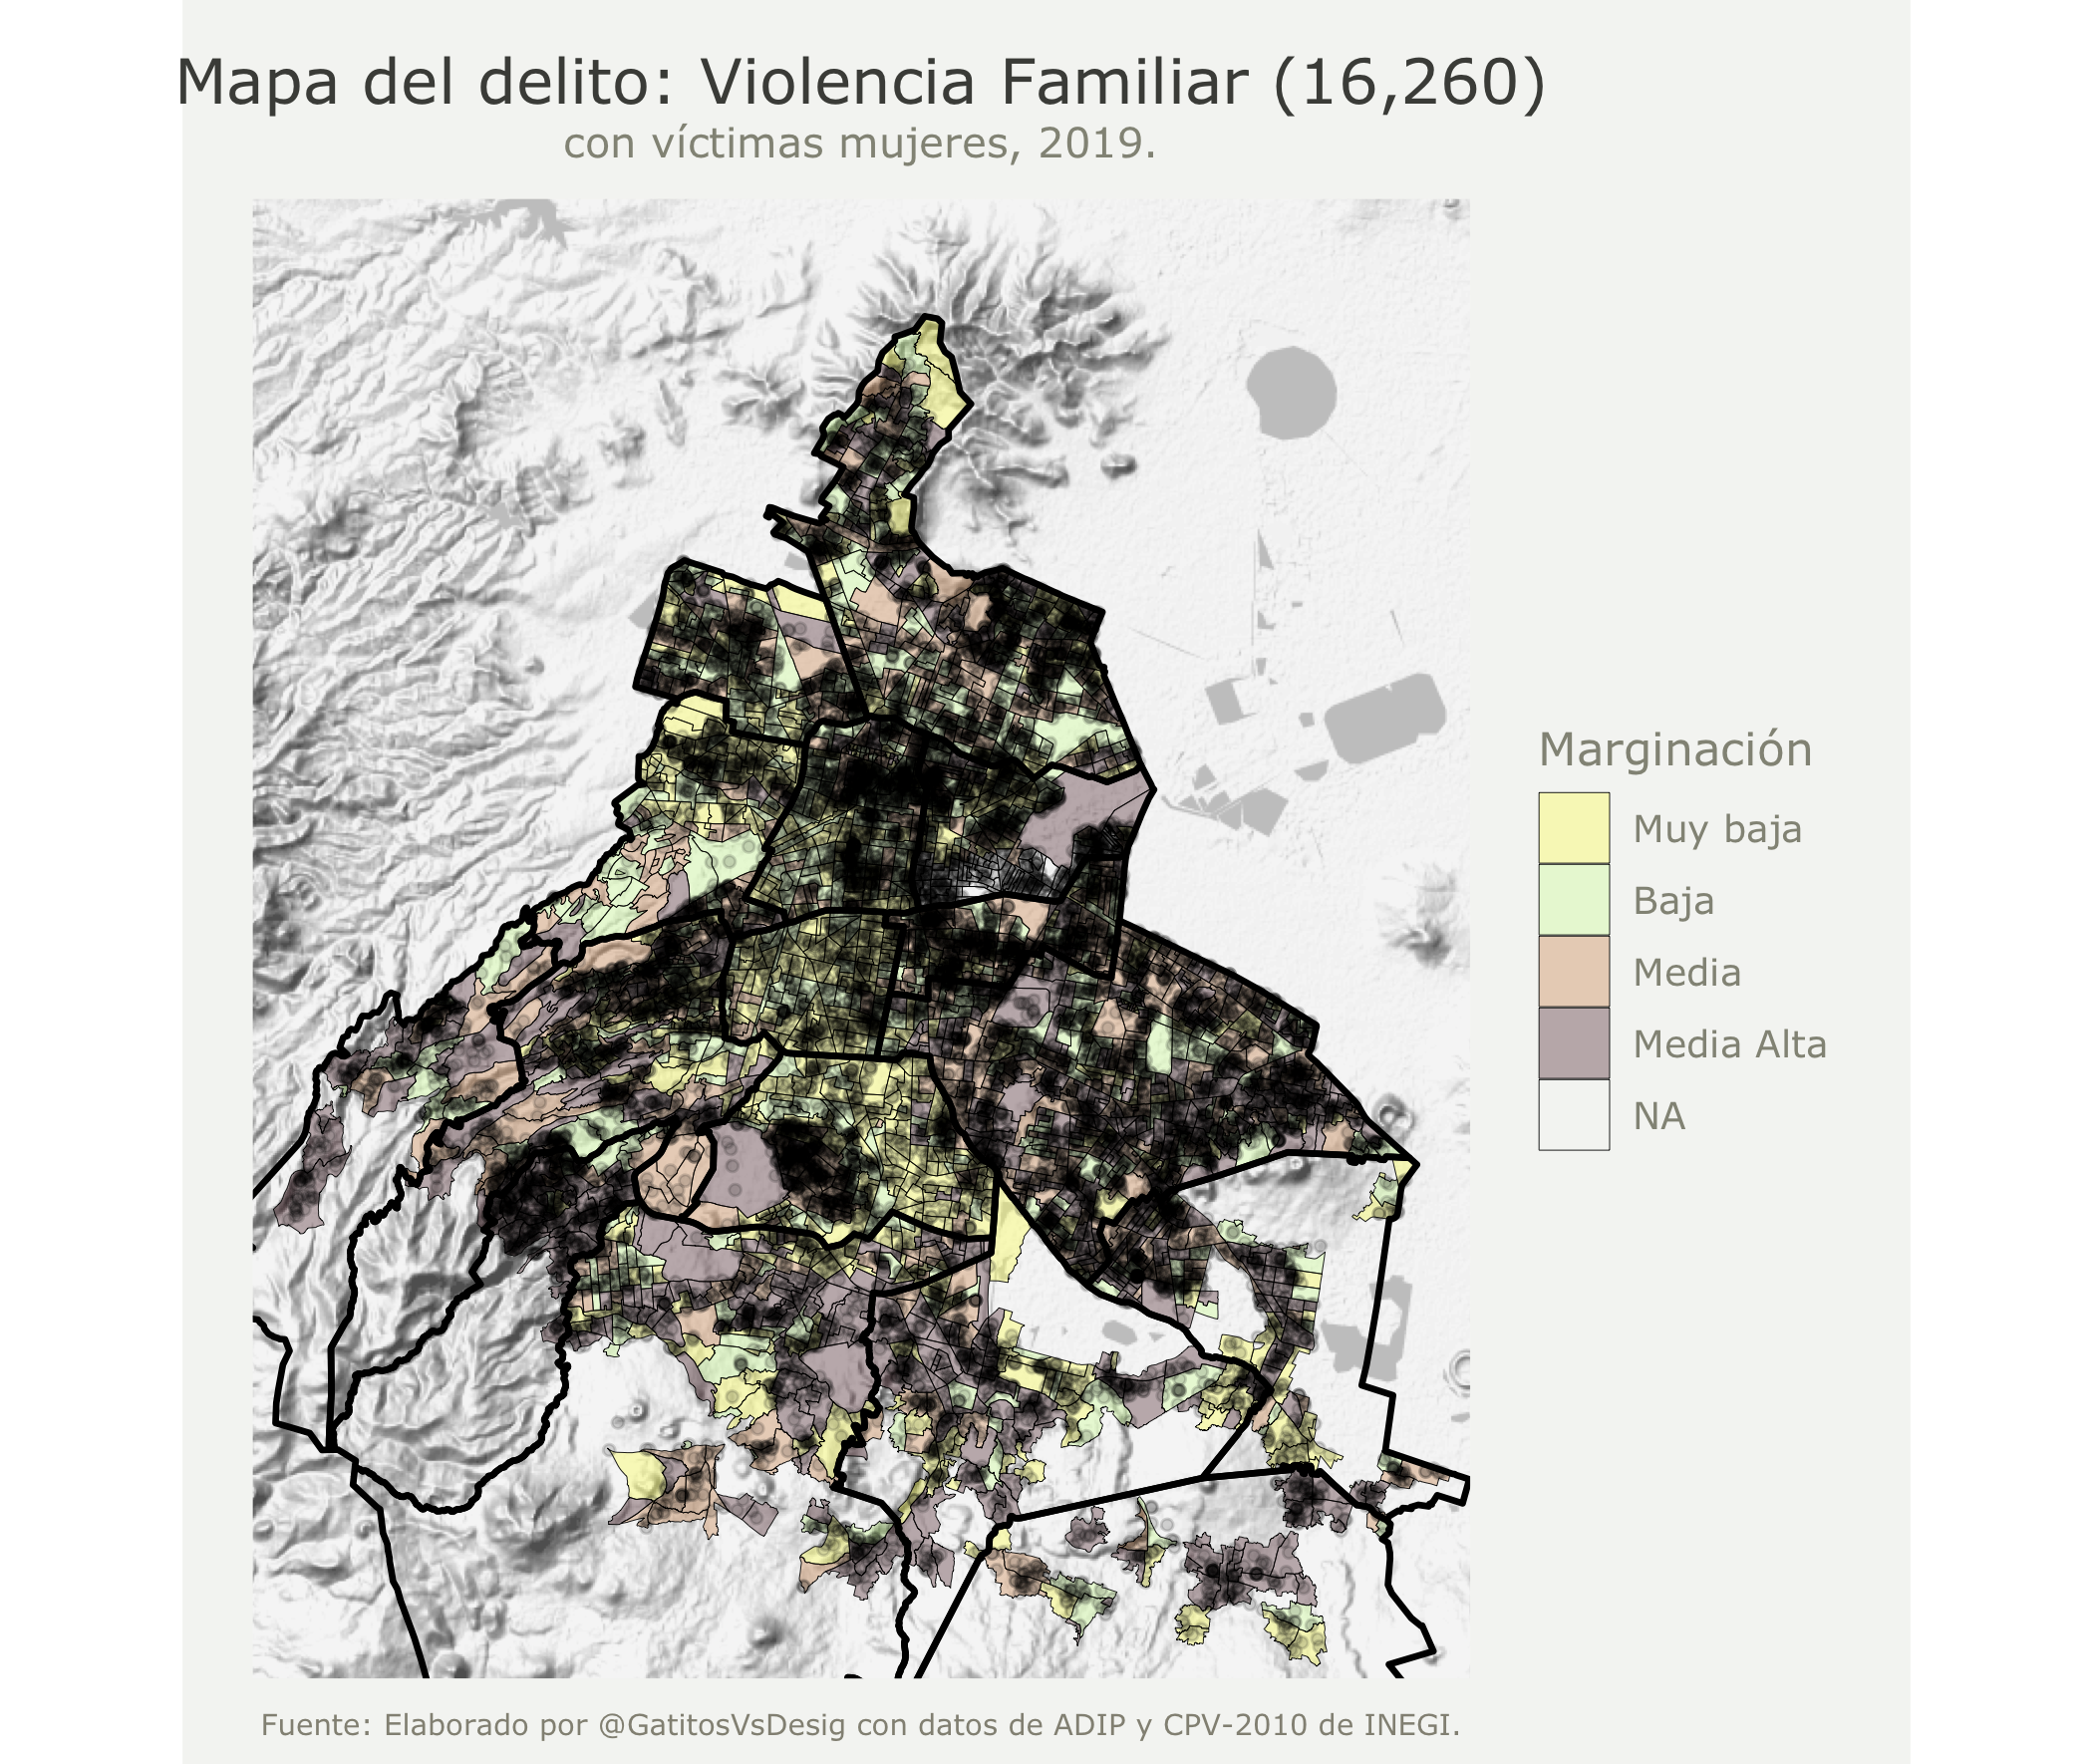 Mapa del delito: Violencia Familiar (16,260)
con víctimas mujeres, 2019.
Marginación
Muy baja
Baja
Media
Media Alta
NA
Fuente: Elaborado por @GatitosVsDesig con datos de ADIP y CPV-2010 de INEGI.